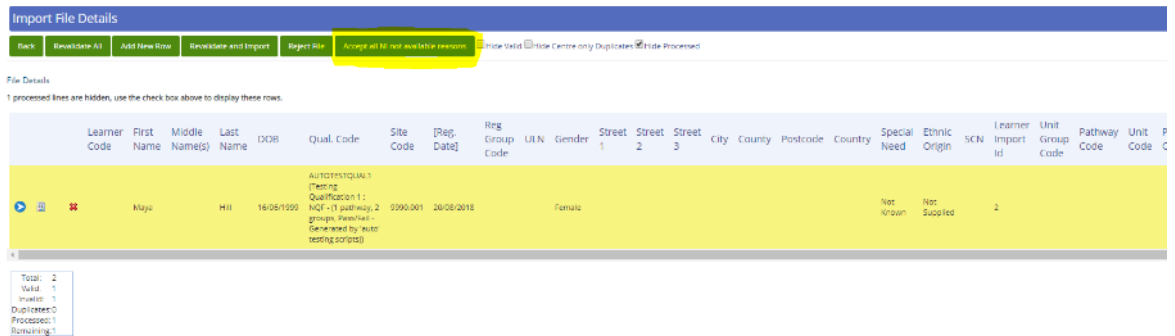 Import File Details
Back Revalidate All Add New Row Revalidate and Import Reject File Accept all NI not available reasons Hide Valid Hide Centre only Duplicates Hide Processed
File Details
1 processed lines are hidden, use the check box above to display these rows.
Learner Code First Name Middle Name(s) Last Name DOB Qual. Code Site Code [Reg. Date] Reg Group Code ULN Gender Street 1 Street 2 Street 3 City County Postcode Country Special Need Ethnic Origin SCN Learner Import Id Unit Group Code Pathway Code Unit Code
AUTOTESTQUAL1
(Testing
Qualification 1 :
Maya Hill 16/06/1999 NQF - (1 pathway, 2 9990.001 20/08/2018 Female Not Known Not Supplied 2
groups, Pass/Fail -
Generated by 'auto'
testing scripts))
Total: 2
Valid: 1
Invalid: 1
Duplicates:0
Processed:1
Remaining:1